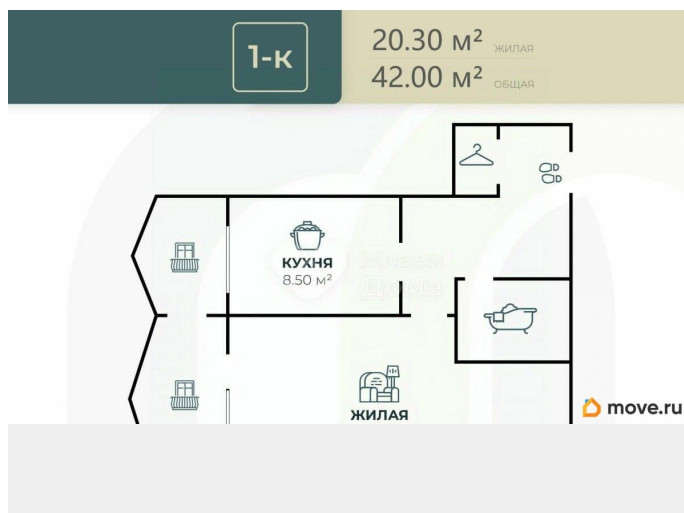 1-к
20.30 м² ЖИЛАЯ
42.00 м² ОБЩАЯ
КУХНЯ
8.50 м²
ЖИЛАЯ
move.ru